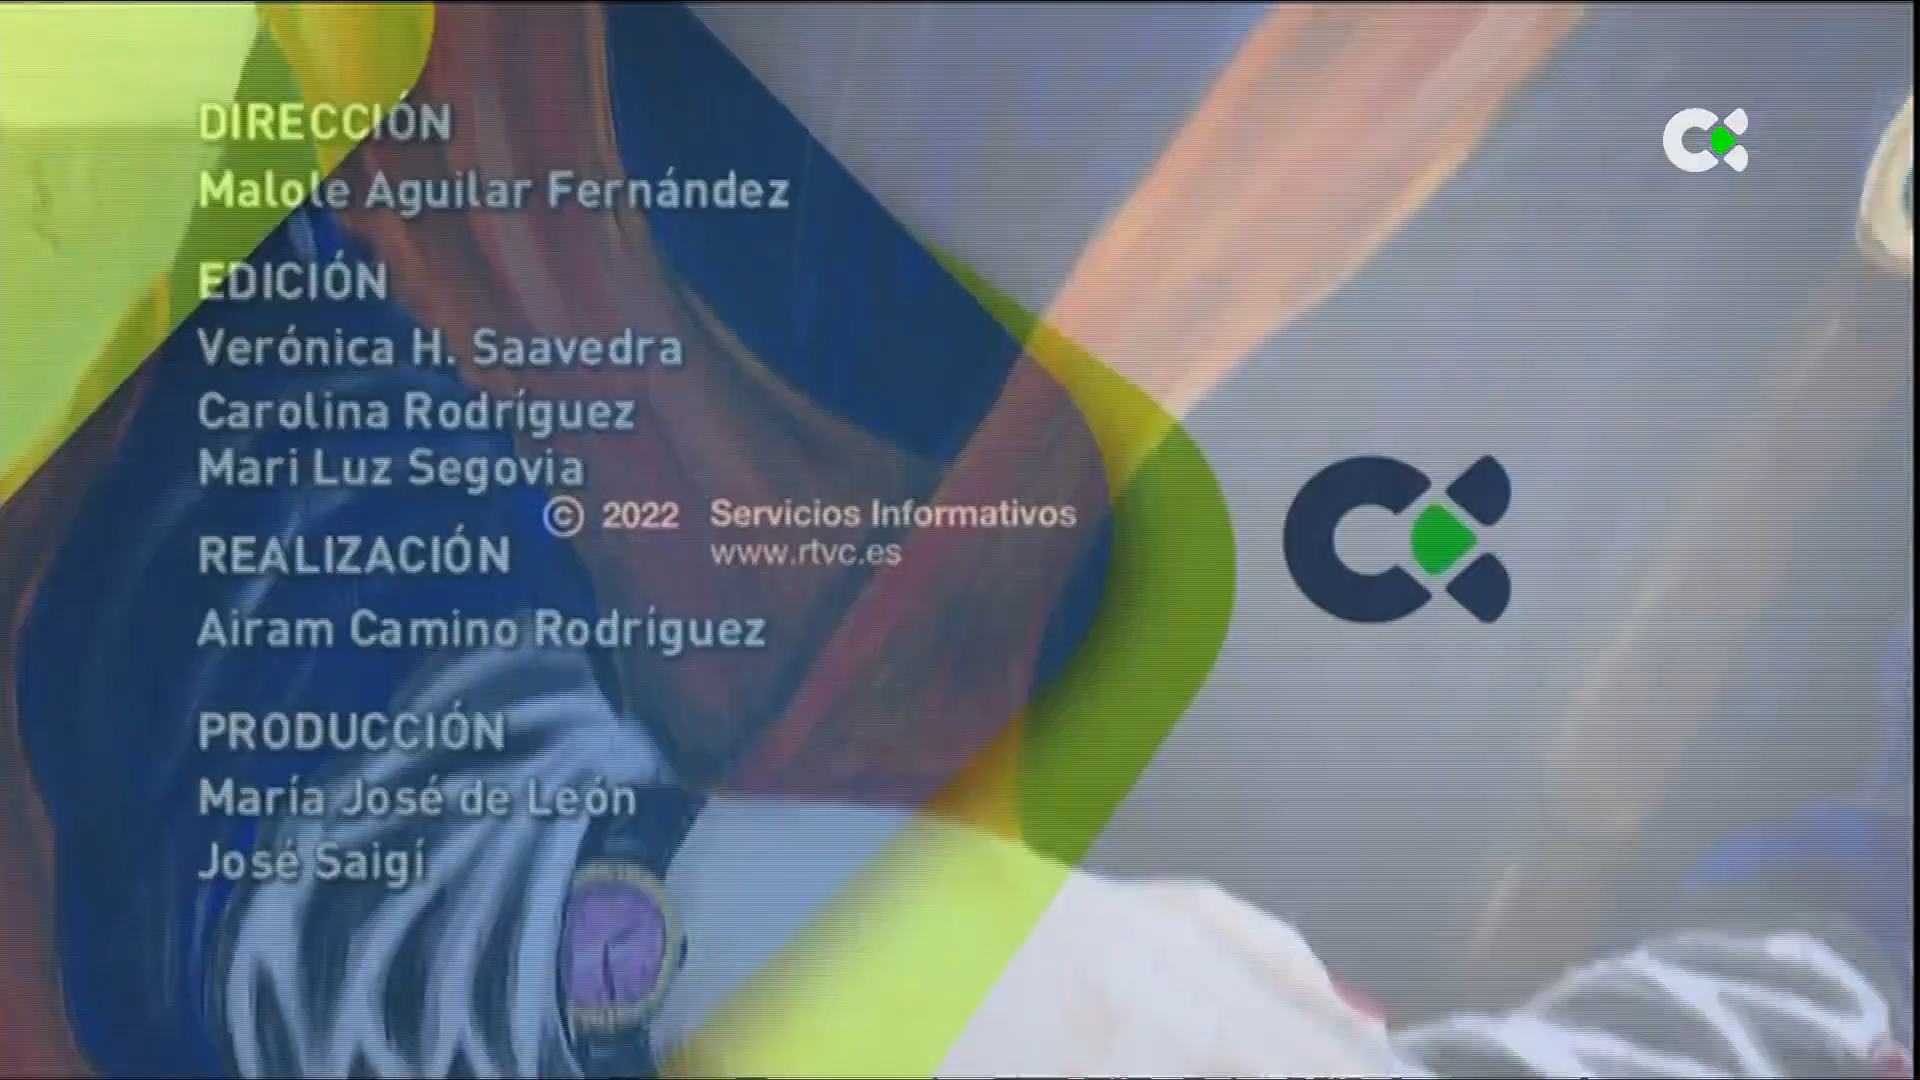 DIRECCIÓN
Malole Aguilar Fernández
EDICIÓN
Verónica H. Saavedra
Carolina Rodríguez
Mari Luz Segovia
© 2022 Servicios Informativos
www.rtvc.es
REALIZACIÓN
Airam Camino Rodríguez
PRODUCCIÓN
María José de León
José Saigí